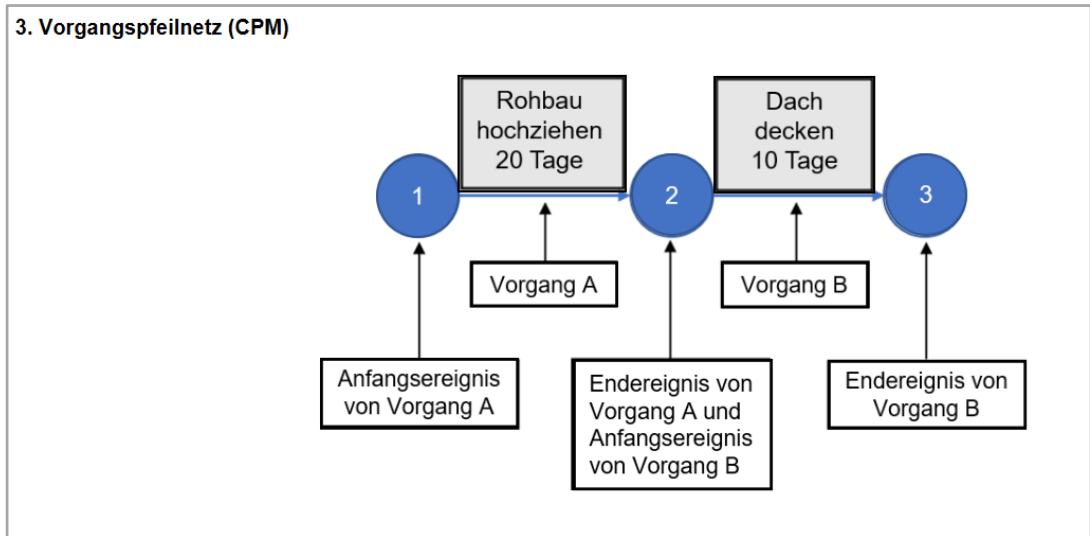 3. Vorgangspfeilnetz (CPM)
Rohbau
hochziehen
20 Tage
Dach
decken
10 Tage
1
2
3
Vorgang A
Vorgang B
Anfangsereignis
von Vorgang A
Endereignis von
Vorgang A und
Anfangsereignis
von Vorgang B
Endereignis von
Vorgang B